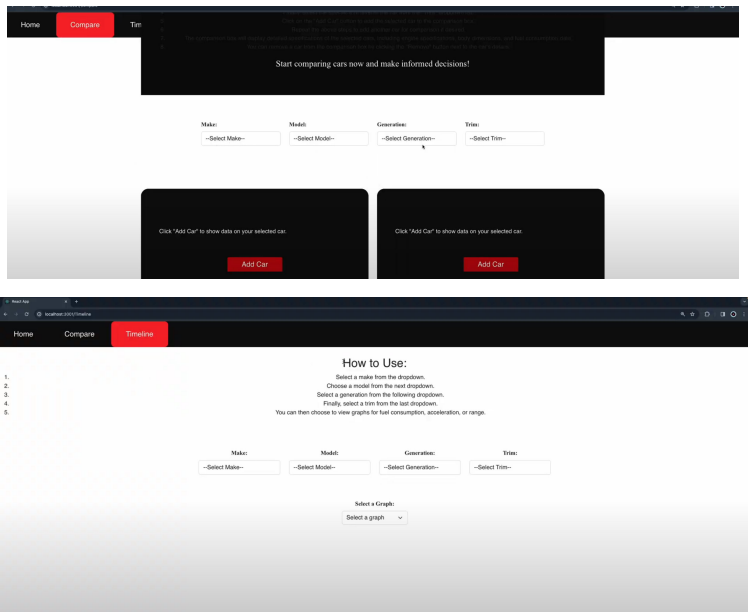 Home Compare Tim
Start comparing cars now and make informed decisions!
Make: Model: Generation: Trim:
--Select Make-- --Select Model-- --Select Generation-- --Select Trim--
Click "Add Car" to show data on your selected car. Click "Add Car" to show data on your selected car.
Add Car Add Car
React App
localhost:3001/Timeline
Home Compare Timeline
How to Use:
1. Select a make from the dropdown.
2. Choose a model from the next dropdown.
3. Select a generation from the following dropdown.
4. Finally, select a trim from the last dropdown.
5. You can then choose to view graphs for fuel consumption, acceleration, or range.
Make: Model: Generation: Trim:
--Select Make-- --Select Model-- --Select Generation-- --Select Trim--
Select a Graph:
Select a graph